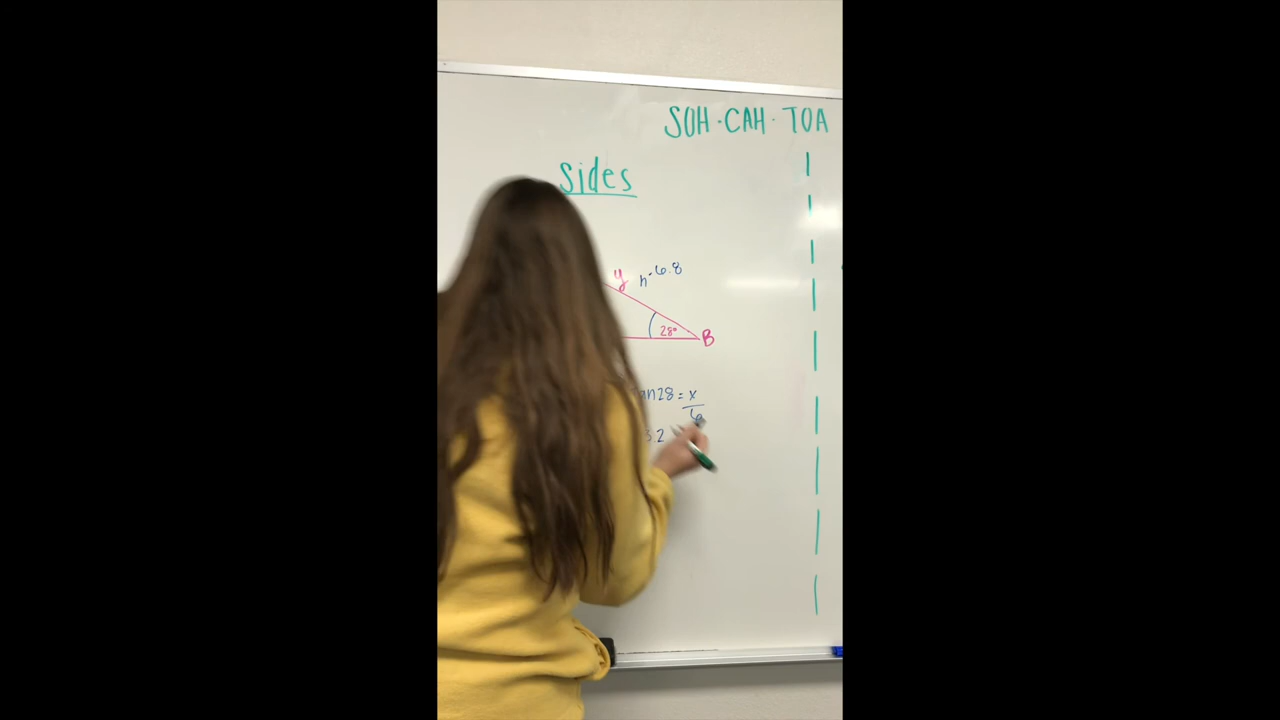 SOH · CAH · TOA
Sides
y h-6.8
28°
B
an28 = x
6
3.2